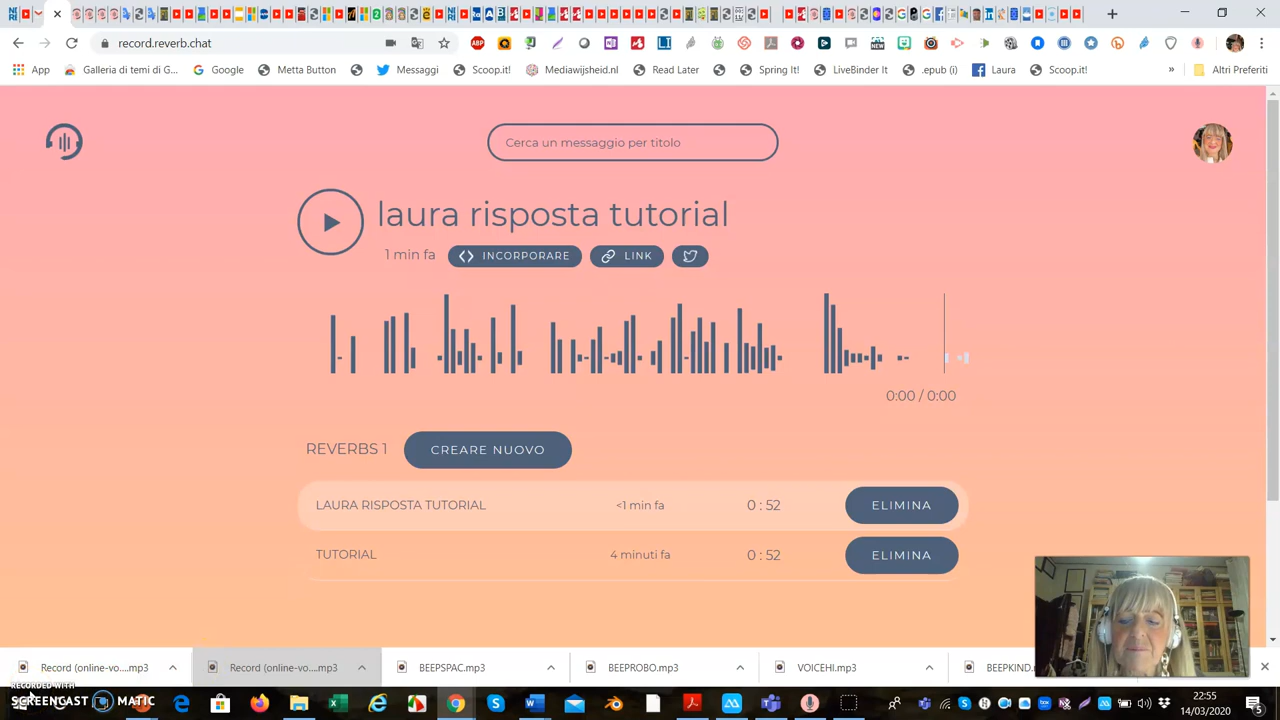 record.reverb.chat
App
Galleria di temi di G...
Google
Metta Button
Messaggi
Scoop.it!
Mediawijsheid.nl
Read Later
Spring It!
LiveBinder It
.epub (i)
Laura
Scoop.it!
»
Altri Preferiti
Cerca un messaggio per titolo
laura risposta tutorial
1 min fa
INCORPORARE
LINK
0:00 / 0:00
REVERBS 1
CREARE NUOVO
LAURA RISPOSTA TUTORIAL
<1 min fa
0 : 52
ELIMINA
TUTORIAL
4 minuti fa
0 : 52
ELIMINA
Record (online-vo....mp3
Record (online-vo....mp3
BEEPSPAC.mp3
BEEPROBO.mp3
VOICEHI.mp3
BEEPKIND.m
RECORDED WITH
SCREENCAST MATIC
22:55
14/03/2020